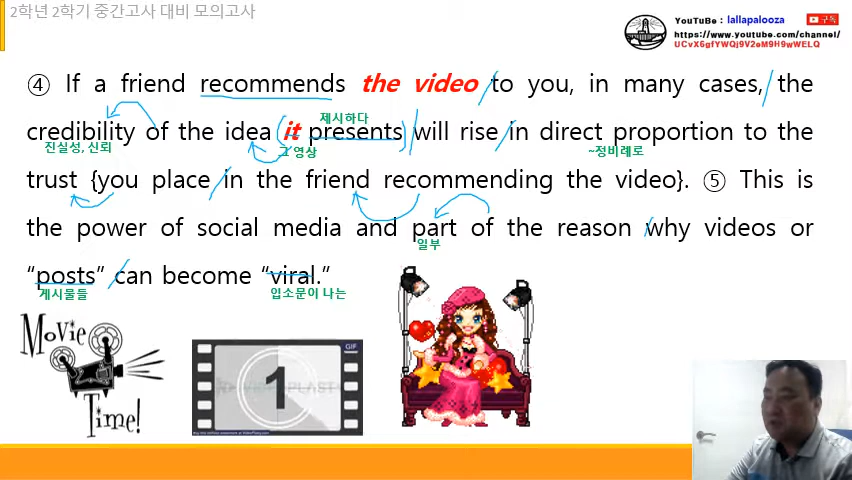 2학년 2학기 중간고사 대비 모의고사
YouTuBe : lallapalooza
구독
https://www.youtube.com/channel/
UCvX6gfYWQj9V2eM9H9wWELQ
④ If a friend recommends the video to you, in many cases, the
제시하다
credibility of the idea (it presents) will rise in direct proportion to the
진실성, 신뢰 그 영상 ~정비례로
trust {you place in the friend recommending the video}. ⑤ This is
the power of social media and part of the reason why videos or
일부
“posts” can become “viral.”
게시물들 입소문이 나는
Movie
Time!
GIF
1